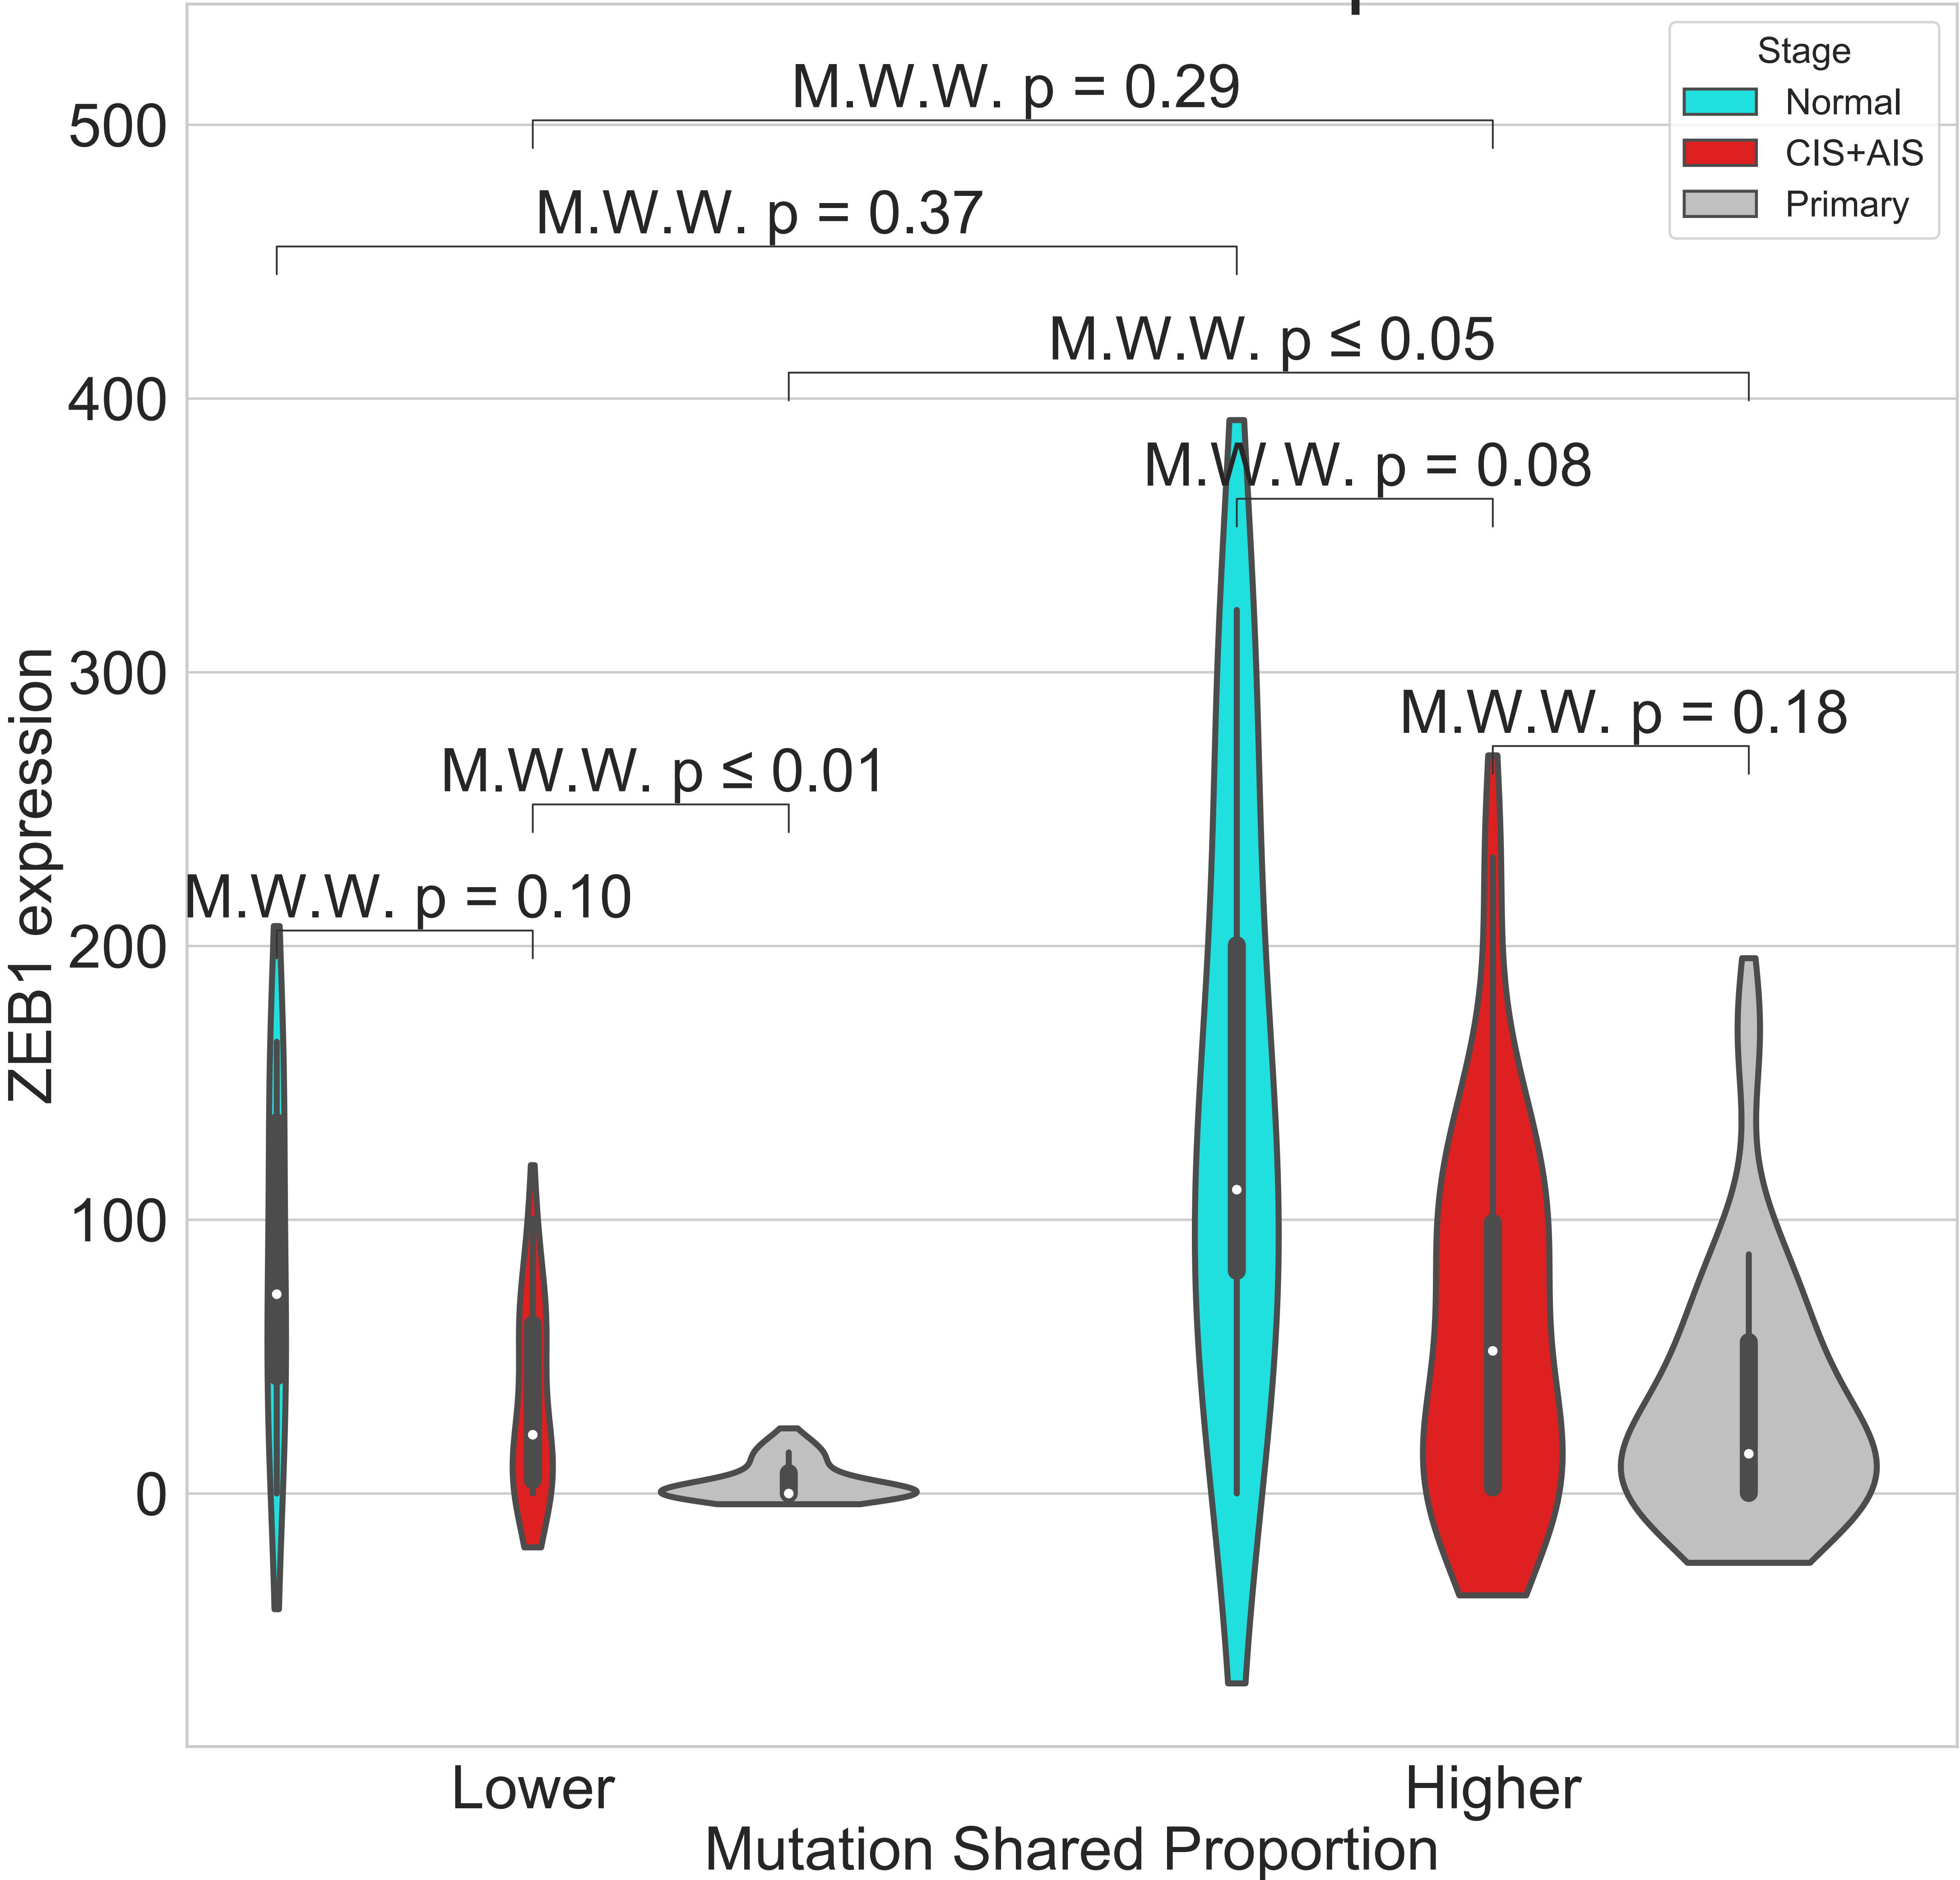 Stage
Normal
CIS+AIS
Primary
M.W.W. p = 0.29
M.W.W. p = 0.37
M.W.W. p ≤ 0.05
M.W.W. p = 0.08
M.W.W. p = 0.18
M.W.W. p ≤ 0.01
M.W.W. p = 0.10
ZEB1 expression
500
400
300
200
100
0
Lower
Higher
Mutation Shared Proportion